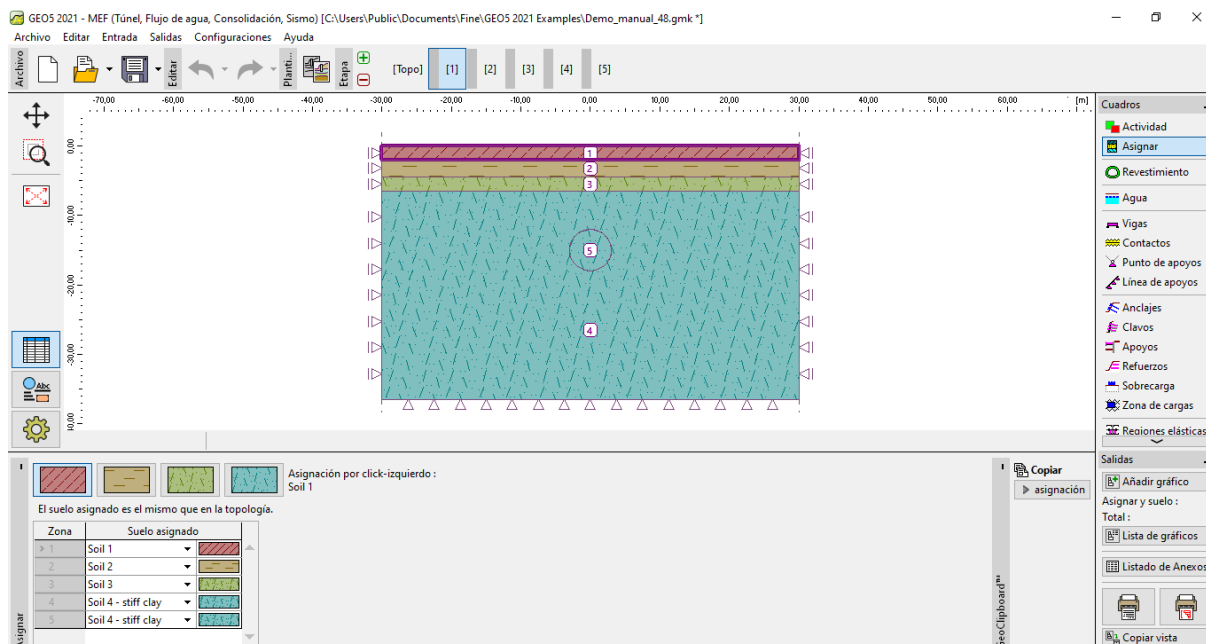 GEO5 2021 - MEF (Túnel, Flujo de agua, Consolidación, Sismo) [C:\Users\Public\Documents\Fine\GEO5 2021 Examples\Demo_manual_48.gmk *]
Archivo Editar Entrada Salidas Configuraciones Ayuda
Archivo
Editar
Planti...
Etapa
[Topo] [1] [2] [3] [4] [5]
-70,00 -60,00 -50,00 -40,00 -30,00 -20,00 -10,00 0,00 10,00 20,00 30,00 40,00 50,00 60,00 [m]
0,00
-10,00
-20,00
-30,00
1
2
3
5
4
Cuadros
Actividad
Asignar
Revestimiento
Agua
Vigas
Contactos
Punto de apoyos
Línea de apoyos
Anclajes
Clavos
Apoyos
Refuerzos
Sobrecarga
Zona de cargas
Regiones elásticas
Salidas
Añadir gráfico
Asignar y suelo :
Total :
Lista de gráficos
Listado de Anexos
Copiar vista
Abc
Asignación por click-izquierdo :
Soil 1
El suelo asignado es el mismo que en la topología.
Zona Suelo asignado
1 Soil 1
2 Soil 2
3 Soil 3
4 Soil 4 - stiff clay
5 Soil 4 - stiff clay
Asignar
Copiar
asignación
GeoClipboard™